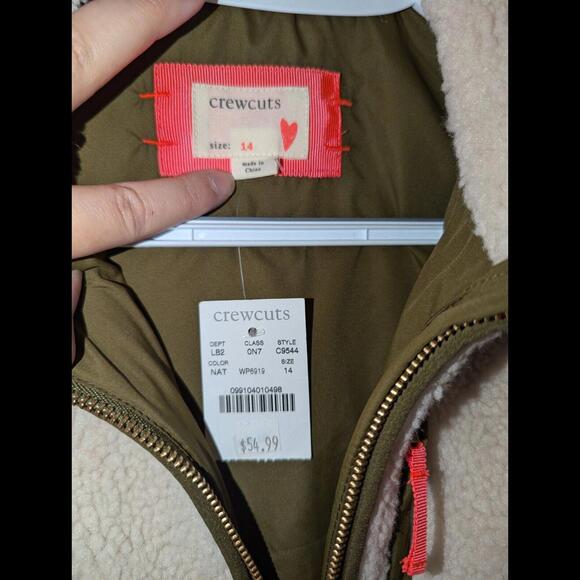 crewcuts
size: 14
made in
China
crewcuts
DEPT CLASS STYLE
LB2 0N7 C9544
COLOR SIZE
NAT WP6919 14
099104010498
$54.99